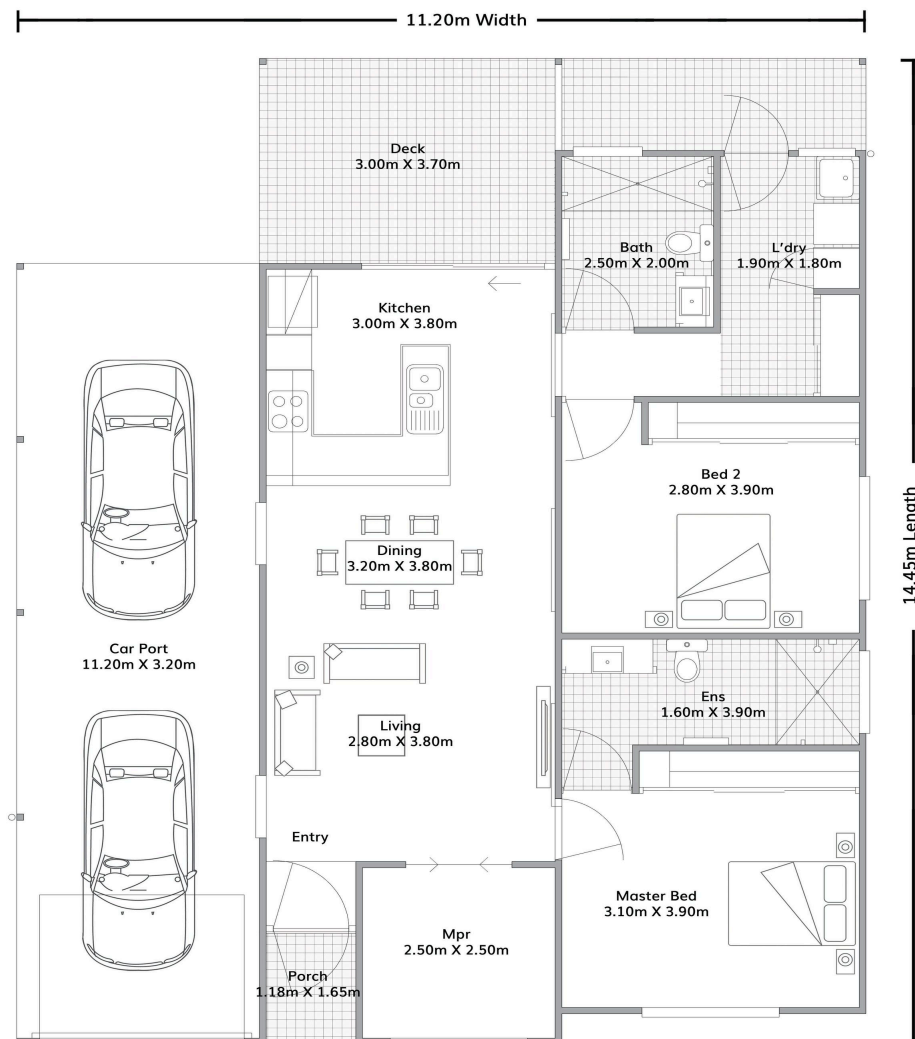 11.20m Width
Deck
3.00m X 3.70m
Bath
2.50m X 2.00m
L'dry
1.90m X 1.80m
Kitchen
3.00m X 3.80m
Bed 2
2.80m X 3.90m
14.45m Length
Dining
3.20m X 3.80m
Car Port
11.20m X 3.20m
Ens
1.60m X 3.90m
Living
2.80m X 3.80m
Entry
Master Bed
3.10m X 3.90m
Mpr
2.50m X 2.50m
Porch
1.18m X 1.65m